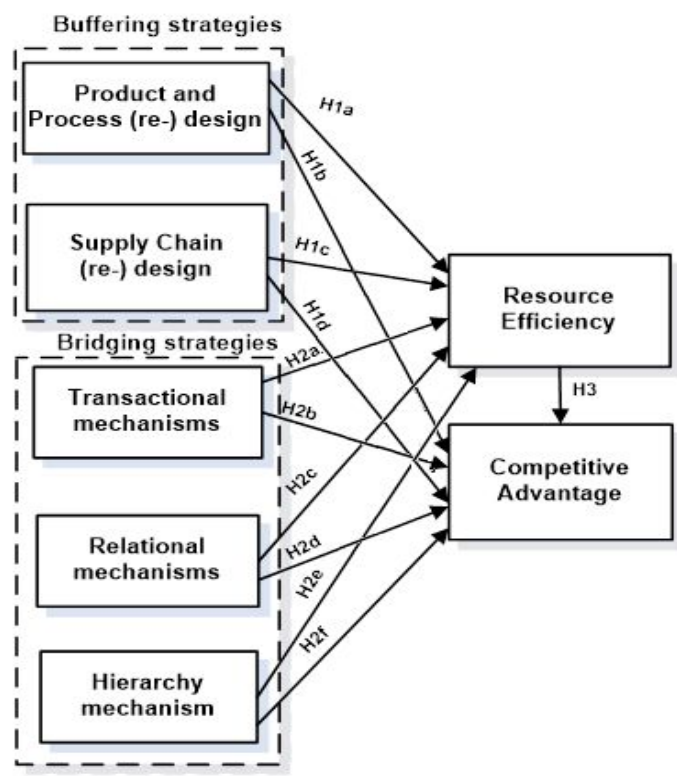 Buffering strategies
Product and
Process (re-) design
H1a
H1b
Supply Chain
(re-) design
H1c
H1d
Resource
Efficiency
Bridging strategies
Transactional
mechanisms
H2a
H2b
H3
Competitive
Advantage
Relational
mechanisms
H2c
H2d
H2e
Hierarchy
mechanism
H2f